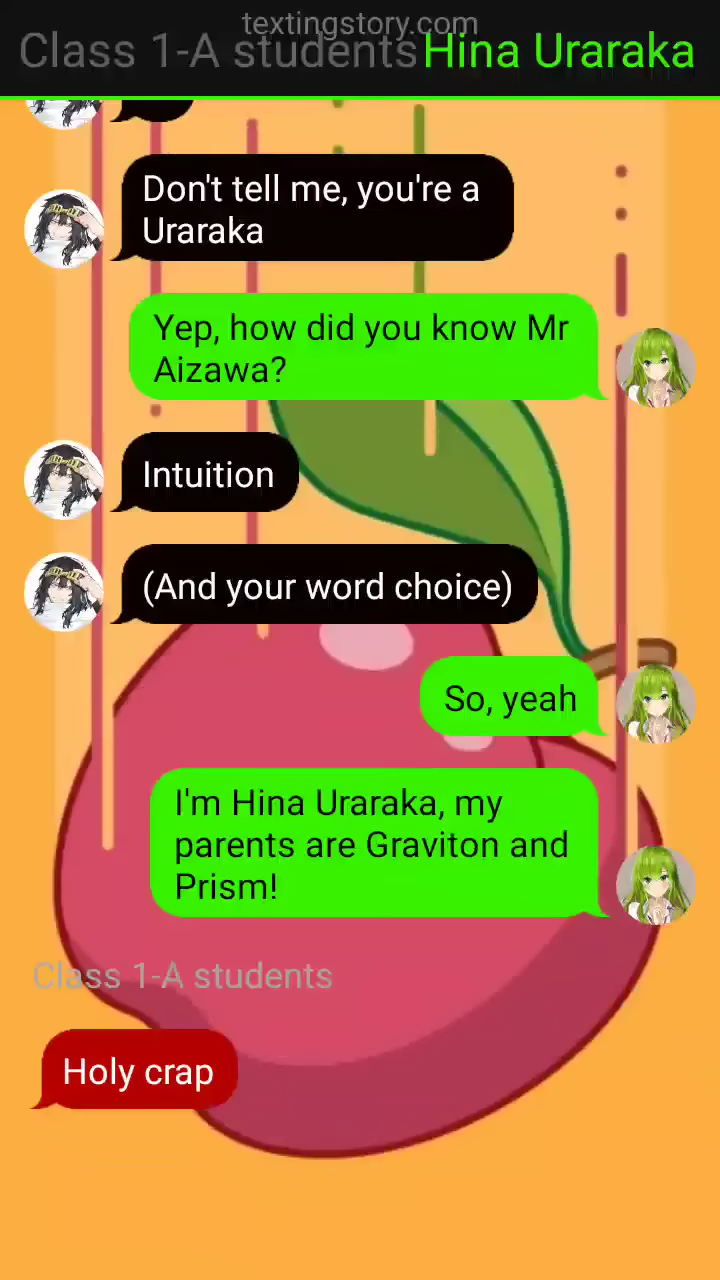 textingstory.com
Class 1-A students Hina Uraraka
Don't tell me, you're a
Uraraka
Yep, how did you know Mr
Aizawa?
Intuition
(And your word choice)
So, yeah
I'm Hina Uraraka, my
parents are Graviton and
Prism!
Class 1-A students
Holy crap